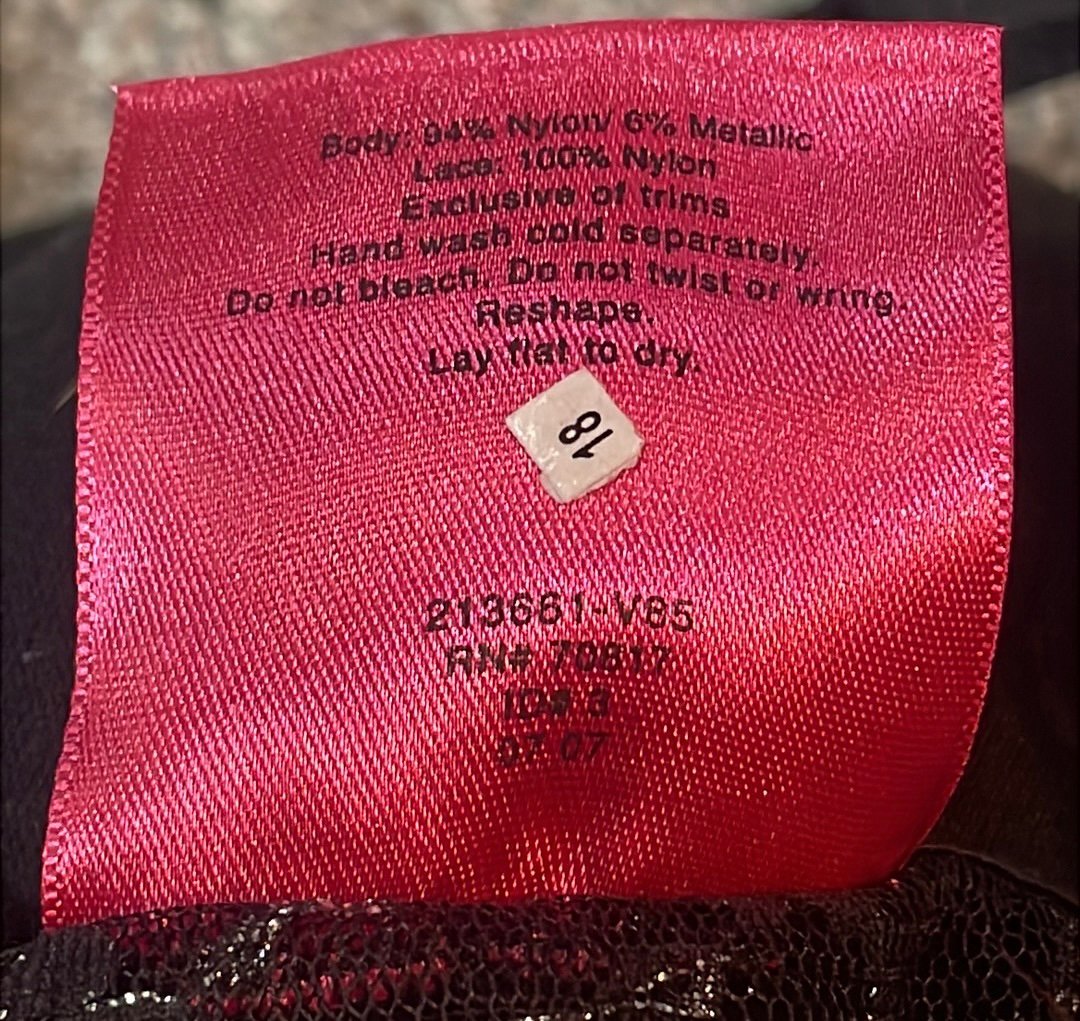 Body: 94% Nylon/ 6% Metallic
Lace: 100% Nylon
Exclusive of trims
Hand wash cold separately.
Do not bleach. Do not twist or wring.
Reshape.
Lay flat to dry.
18
213661-V85
RN# 70817
ID# 3
07 07